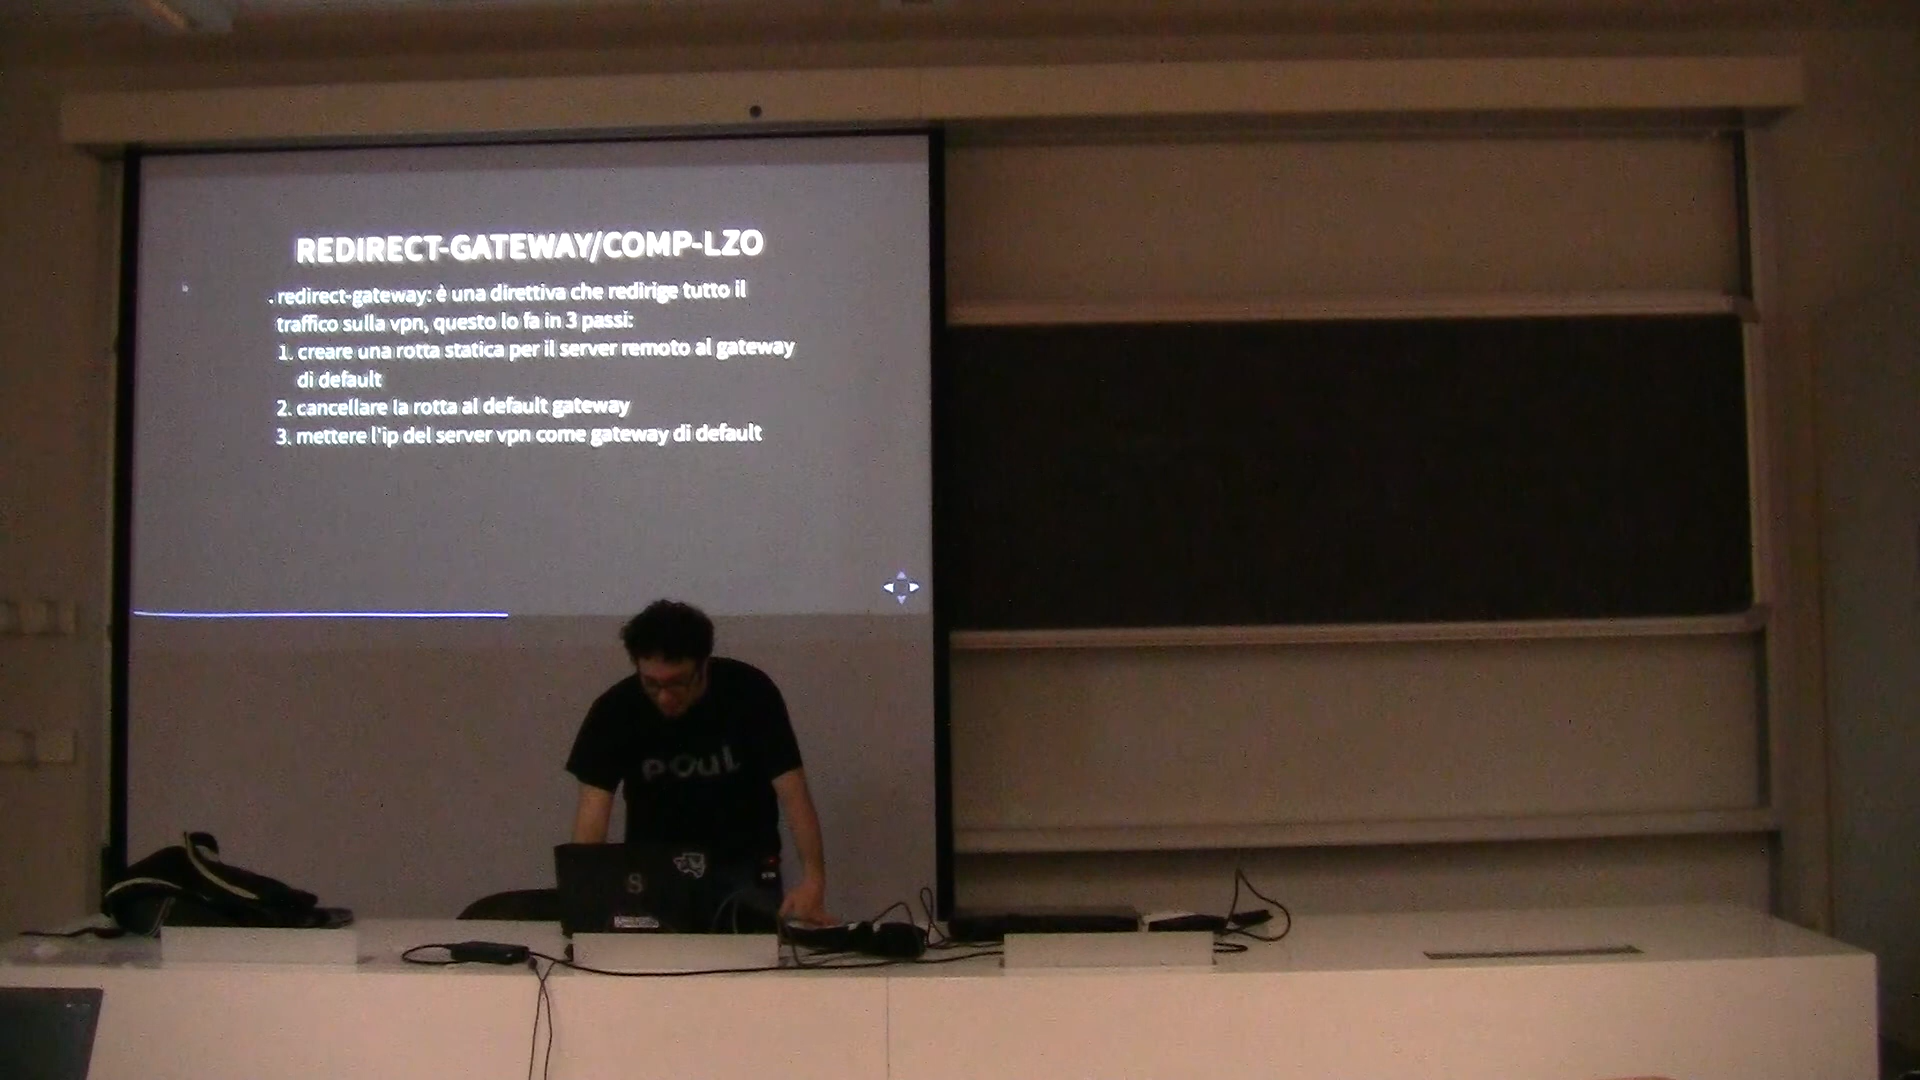 REDIRECT-GATEWAY/COMP-LZO
redirect-gateway: è una direttiva che redirige tutto il
traffico sulla vpn, questo lo fa in 3 passi:
1. creare una rotta statica per il server remoto al gateway
di default
2. cancellare la rotta al default gateway
3. mettere l'ip del server vpn come gateway di default
POuL
S